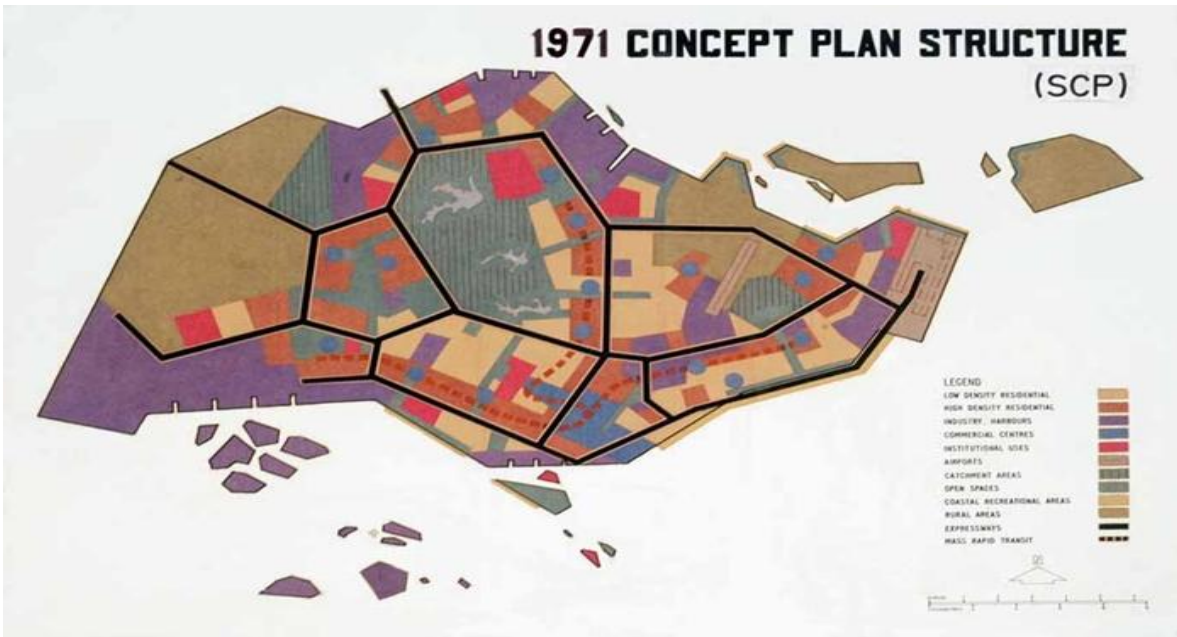 1971 CONCEPT PLAN STRUCTURE
(SCP)
LEGEND
LOW DENSITY RESIDENTIAL
HIGH DENSITY RESIDENTIAL
INDUSTRY, HARBOURS
COMMERCIAL CENTRES
INSTITUTIONAL USES
AIRPORTS
CATCHMENT AREAS
OPEN SPACES
COASTAL RECREATIONAL AREAS
RURAL AREAS
EXPRESSWAYS
MASS RAPID TRANSIT